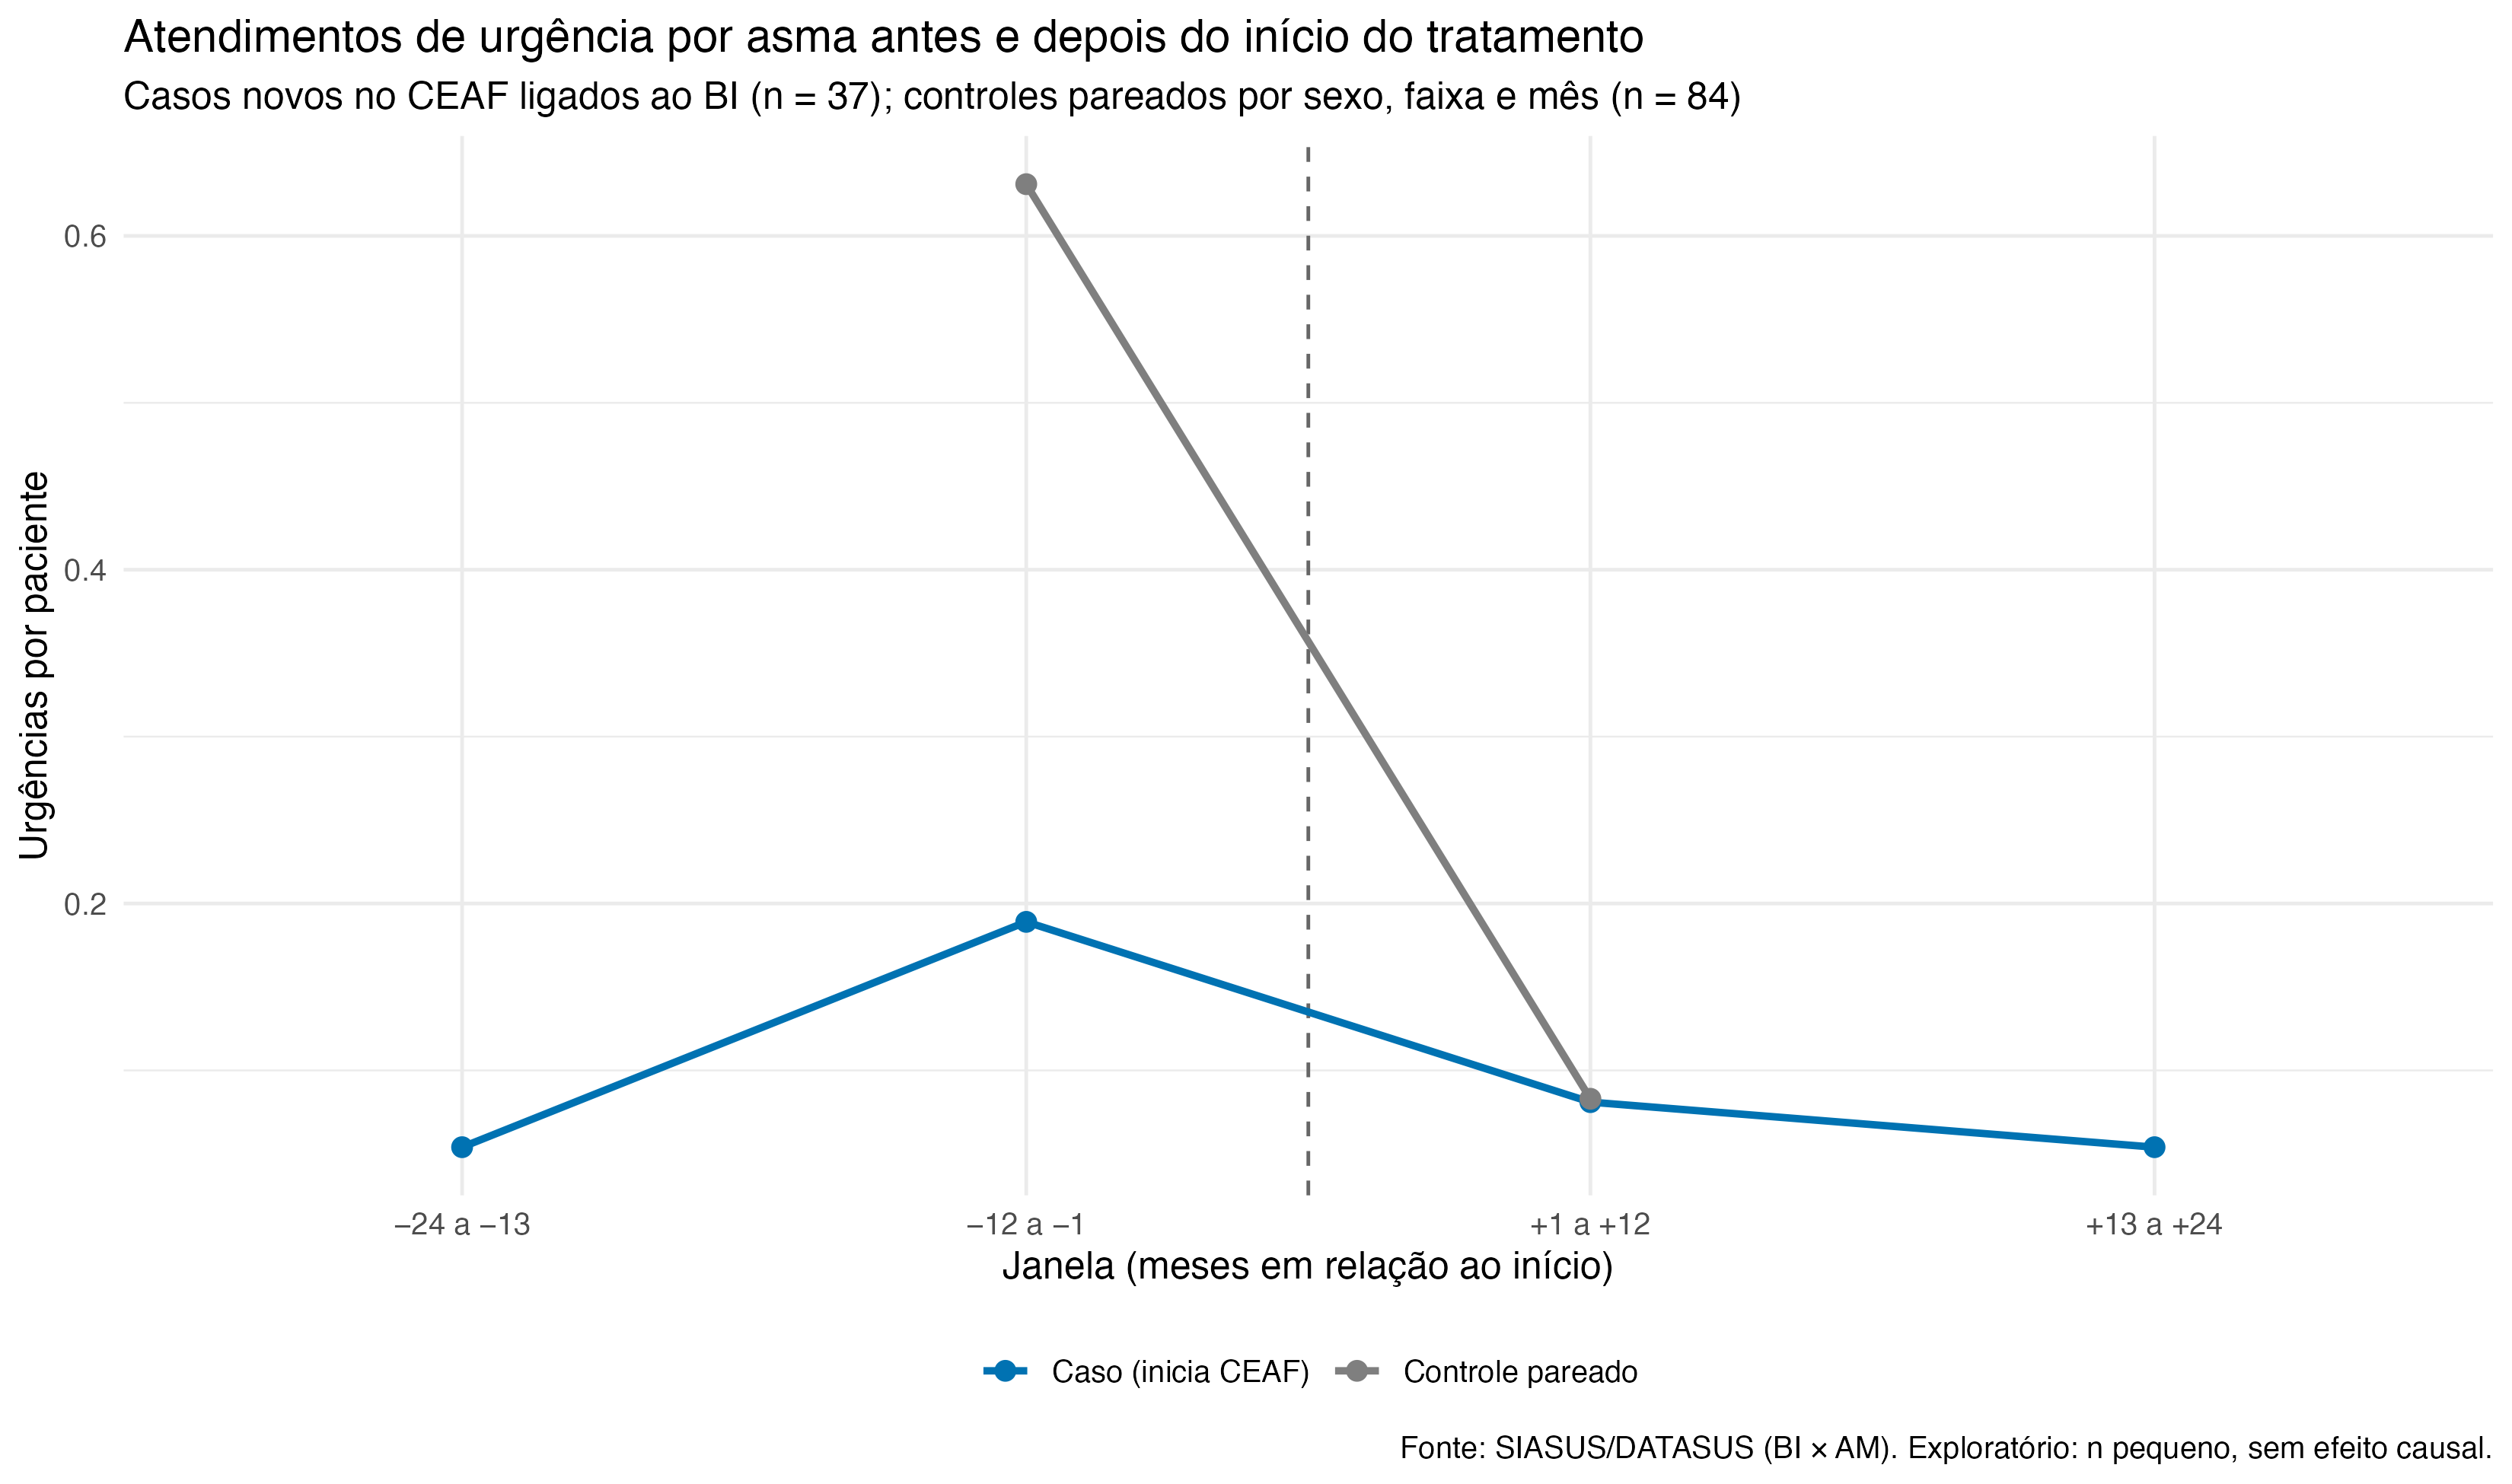 Atendimentos de urgência por asma antes e depois do início do tratamento
Casos novos no CEAF ligados ao BI (n = 37); controles pareados por sexo, faixa e mês (n = 84)
Urgências por paciente
0.6
0.4
0.2
−24 a −13
−12 a −1
+1 a +12
+13 a +24
Janela (meses em relação ao início)
Caso (inicia CEAF)
Controle pareado
Fonte: SIASUS/DATASUS (BI × AM). Exploratório: n pequeno, sem efeito causal.